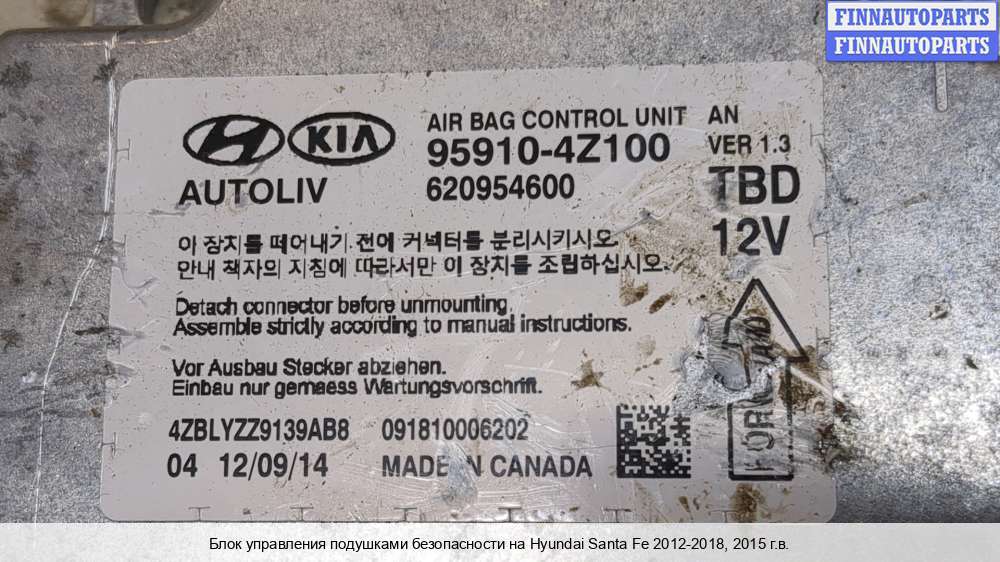 FINNAUTOPARTS
FINNAUTOPARTS
KIA
AIR BAG CONTROL UNIT AN
95910-4Z100 VER 1.3
AUTOLIV 620954600 TBD
12V
이 장치를 떼어내기 전에 커넥터를 분리시키시오.
안내 책자의 지침에 따라서만 이 장치를 조립하십시오.
Detach connector before unmounting.
Assemble strictly according to manual instructions.
Vor Ausbau Stecker abziehen.
Einbau nur gemaess Wartungsvorschrift.
4ZBLYZZ9139AB8 091810006202
04 12/09/14 MADE IN CANADA
Блок управления подушками безопасности на Hyundai Santa Fe 2012-2018, 2015 г.в.